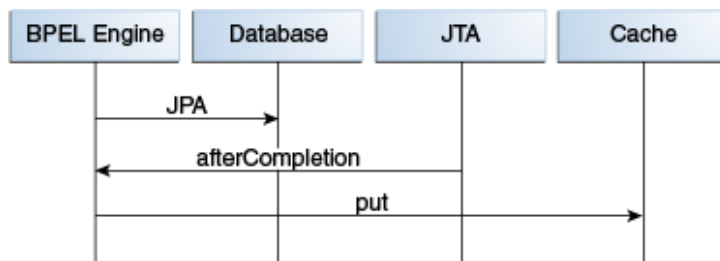 BPEL Engine Database JTA Cache
JPA
afterCompletion
put